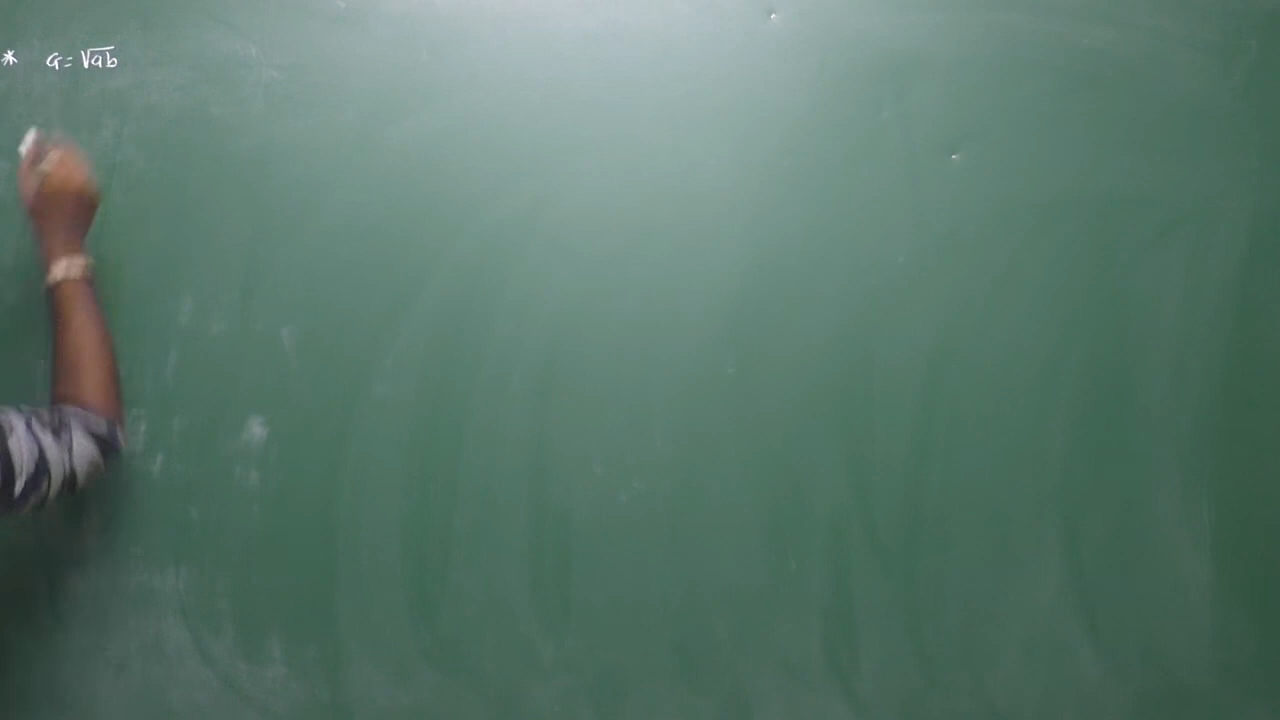 * G = √ab